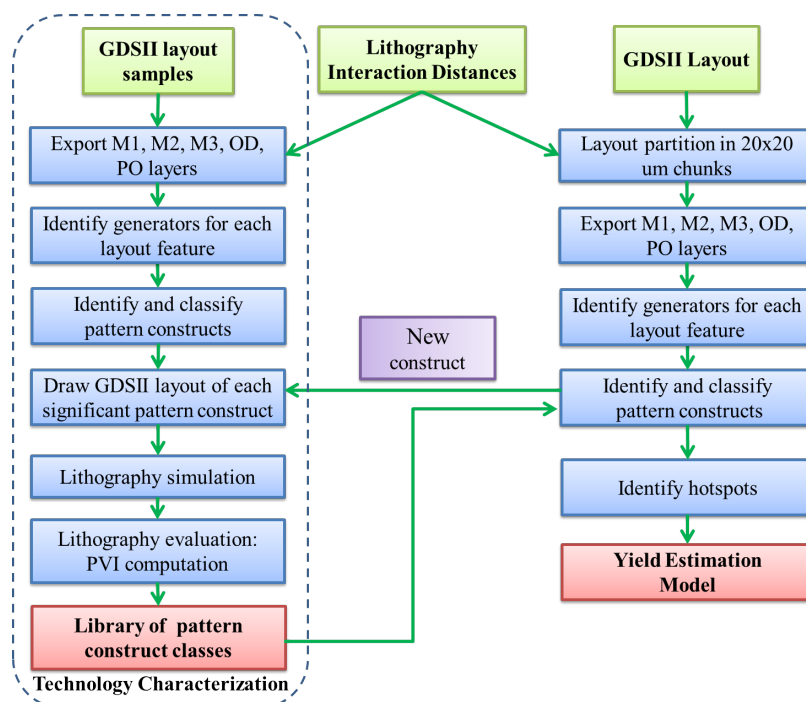 GDSII layout
samples
Export M1, M2, M3, OD,
PO layers
Identify generators for each
layout feature
Identify and classify
pattern constructs
Draw GDSII layout of each
significant pattern construct
Lithography simulation
Lithography evaluation:
PVI computation
Library of pattern
construct classes
Technology Characterization
Lithography
Interaction Distances
New
construct
GDSII Layout
Layout partition in 20x20
um chunks
Export M1, M2, M3, OD,
PO layers
Identify generators for each
layout feature
Identify and classify
pattern constructs
Identify hotspots
Yield Estimation
Model